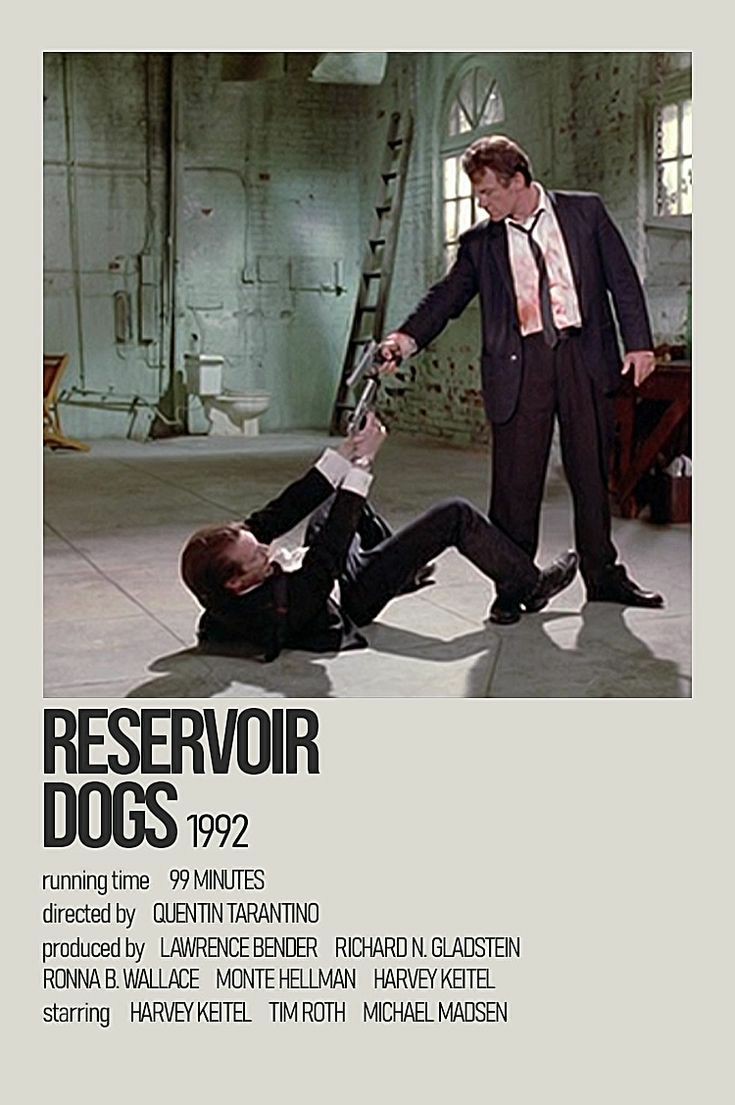 RESERVOIR
DOGS 1992
running time 99 MINUTES
directed by QUENTIN TARANTINO
produced by LAWRENCE BENDER RICHARD N. GLADSTEIN
RONNA B. WALLACE MONTE HELLMAN HARVEY KEITEL
starring HARVEY KEITEL TIM ROTH MICHAEL MADSEN